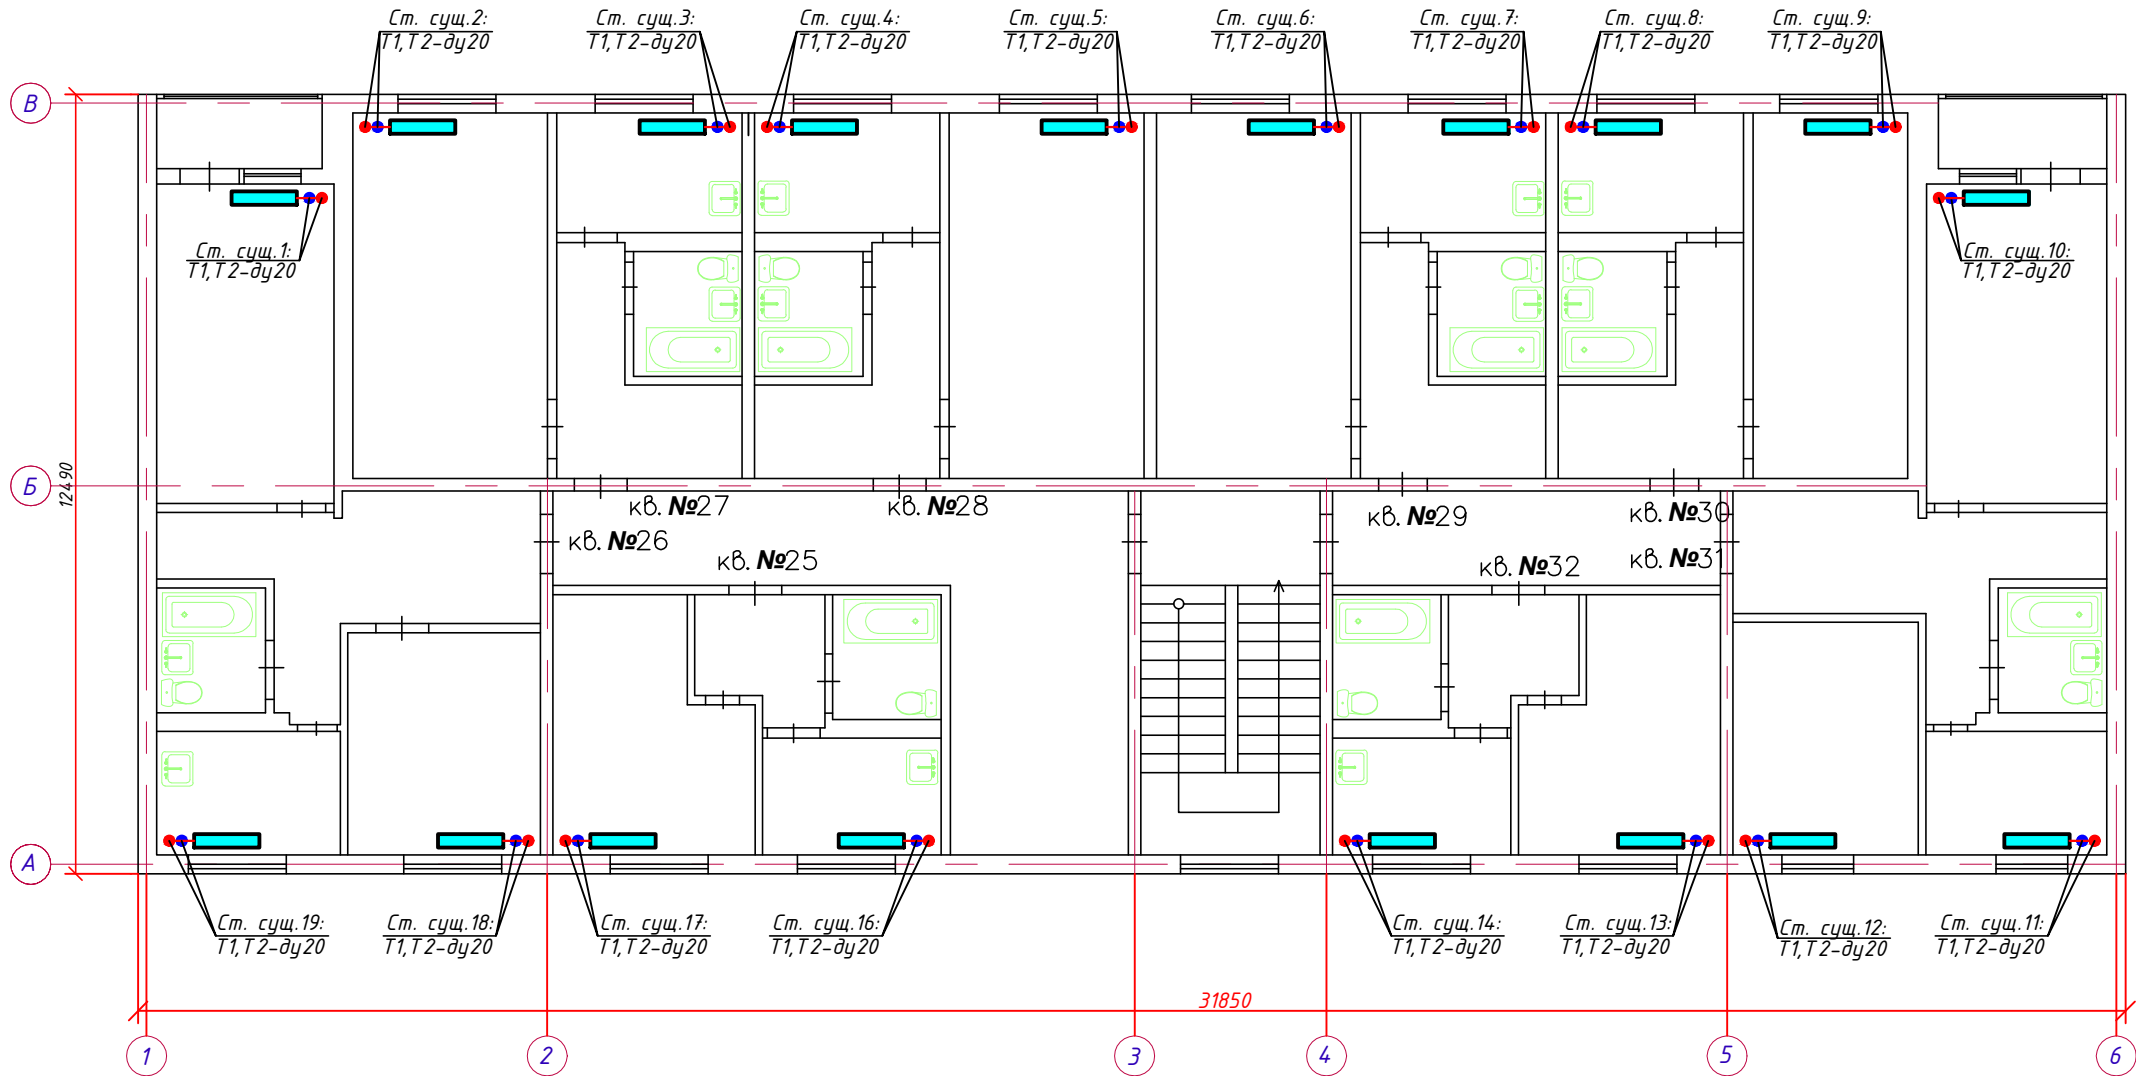 Ст. сущ.2:
Т1,Т2-ду20
Ст. сущ.3:
Т1,Т2-ду20
Ст. сущ.4:
Т1,Т2-ду20
Ст. сущ.5:
Т1,Т2-ду20
Ст. сущ.6:
Т1,Т2-ду20
Ст. сущ.7:
Т1,Т2-ду20
Ст. сущ.8:
Т1,Т2-ду20
Ст. сущ.9:
Т1,Т2-ду20
В
Ст. сущ.1:
Т1,Т2-ду20
Ст. сущ.10:
Т1,Т2-ду20
Б
12490
кв. №27
кв. №28
кв. №29
кв. №30
кв. №26
кв. №25
кв. №32
кв. №31
А
Ст. сущ.19:
Т1,Т2-ду20
Ст. сущ.18:
Т1,Т2-ду20
Ст. сущ.17:
Т1,Т2-ду20
Ст. сущ.16:
Т1,Т2-ду20
Ст. сущ.14:
Т1,Т2-ду20
Ст. сущ.13:
Т1,Т2-ду20
Ст. сущ.12:
Т1,Т2-ду20
Ст. сущ.11:
Т1,Т2-ду20
31850
1
2
3
4
5
6